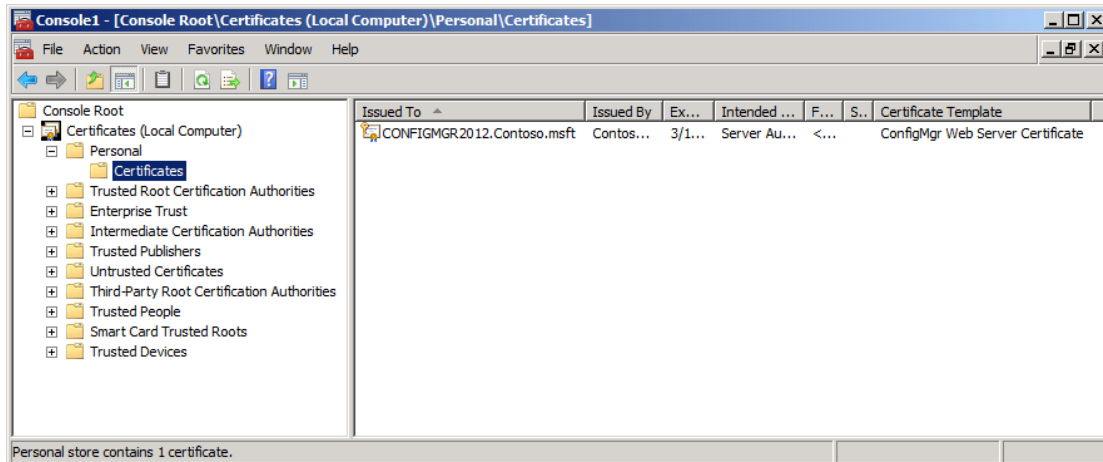 Console1 - [Console Root\Certificates (Local Computer)\Personal\Certificates]
File Action View Favorites Window Help
Console Root
Certificates (Local Computer)
Personal
Certificates
Trusted Root Certification Authorities
Enterprise Trust
Intermediate Certification Authorities
Trusted Publishers
Untrusted Certificates
Third-Party Root Certification Authorities
Trusted People
Smart Card Trusted Roots
Trusted Devices
Issued To Issued By Ex... Intended ... F... S.. Certificate Template
CONFIGMGR2012.Contoso.msft Contos... 3/1... Server Au... <... ConfigMgr Web Server Certificate
Personal store contains 1 certificate.